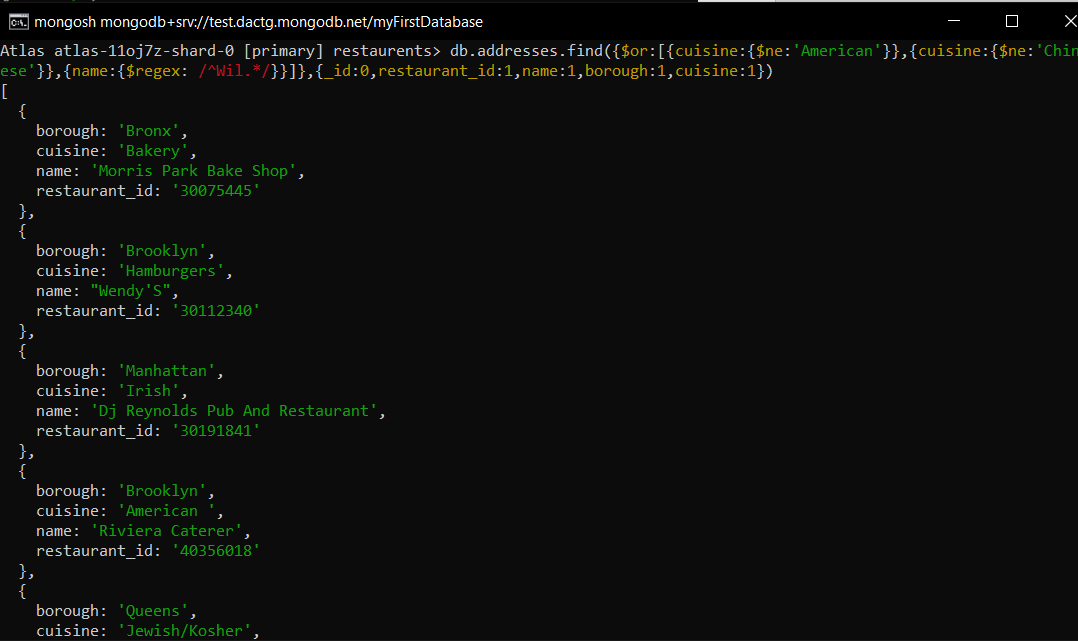 mongosh mongodb+srv://test.dactg.mongodb.net/myFirstDatabase
Atlas atlas-11oj7z-shard-0 [primary] restaurents> db.addresses.find({$or:[{cuisine:{$ne:'American'}},{cuisine:{$ne:'Chin
ese'}},{name:{$regex: /^Wil.*/}}]},{_id:0,restaurant_id:1,name:1,borough:1,cuisine:1})
[
  {
    borough: 'Bronx',
    cuisine: 'Bakery',
    name: 'Morris Park Bake Shop',
    restaurant_id: '30075445'
  },
  {
    borough: 'Brooklyn',
    cuisine: 'Hamburgers',
    name: "Wendy'S",
    restaurant_id: '30112340'
  },
  {
    borough: 'Manhattan',
    cuisine: 'Irish',
    name: 'Dj Reynolds Pub And Restaurant',
    restaurant_id: '30191841'
  },
  {
    borough: 'Brooklyn',
    cuisine: 'American ',
    name: 'Riviera Caterer',
    restaurant_id: '40356018'
  },
  {
    borough: 'Queens',
    cuisine: 'Jewish/Kosher',